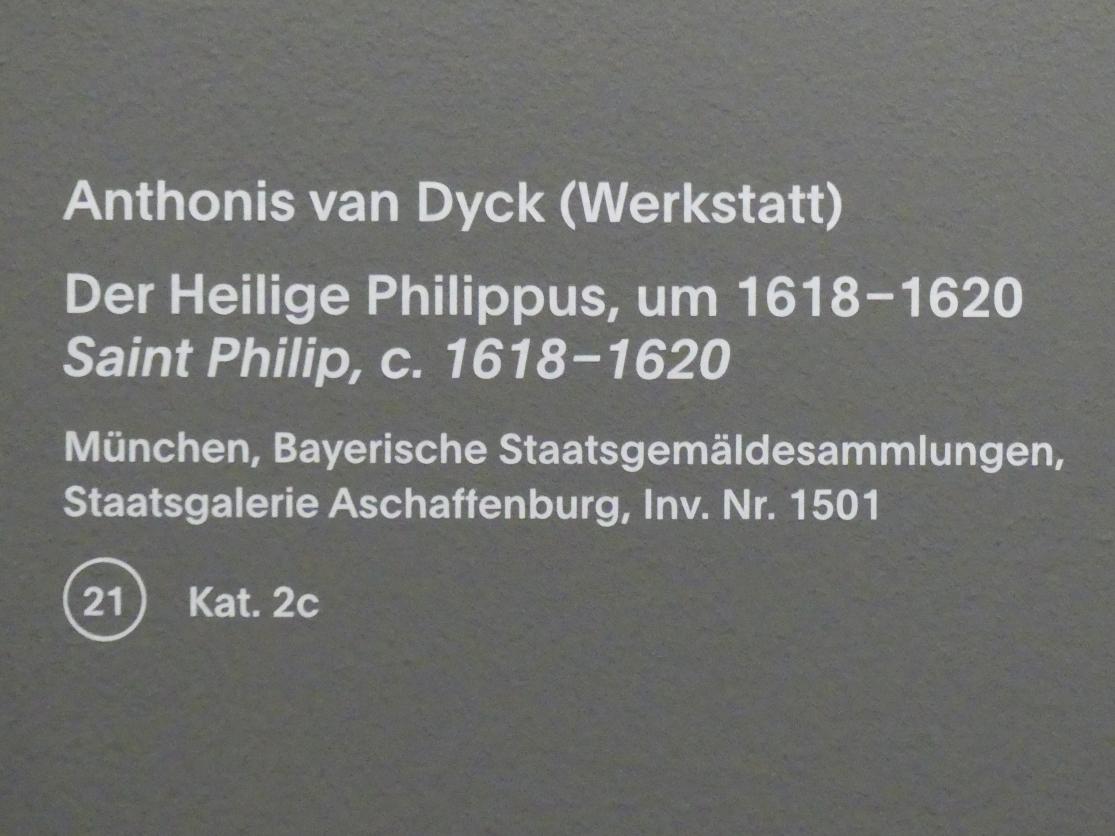 Anthonis van Dyck (Werkstatt)
Der Heilige Philippus, um 1618–1620
Saint Philip, c. 1618–1620
München, Bayerische Staatsgemäldesammlungen,
Staatsgalerie Aschaffenburg, Inv. Nr. 1501
21 Kat. 2c